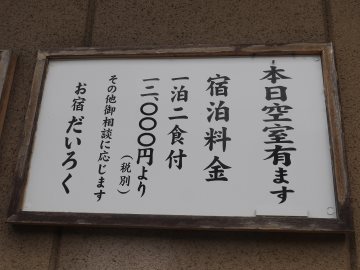 本日空室有ます
宿泊料金
一泊二食付
一二、〇〇〇円より
(税別)
その他御相談に応じます
お宿だいろく